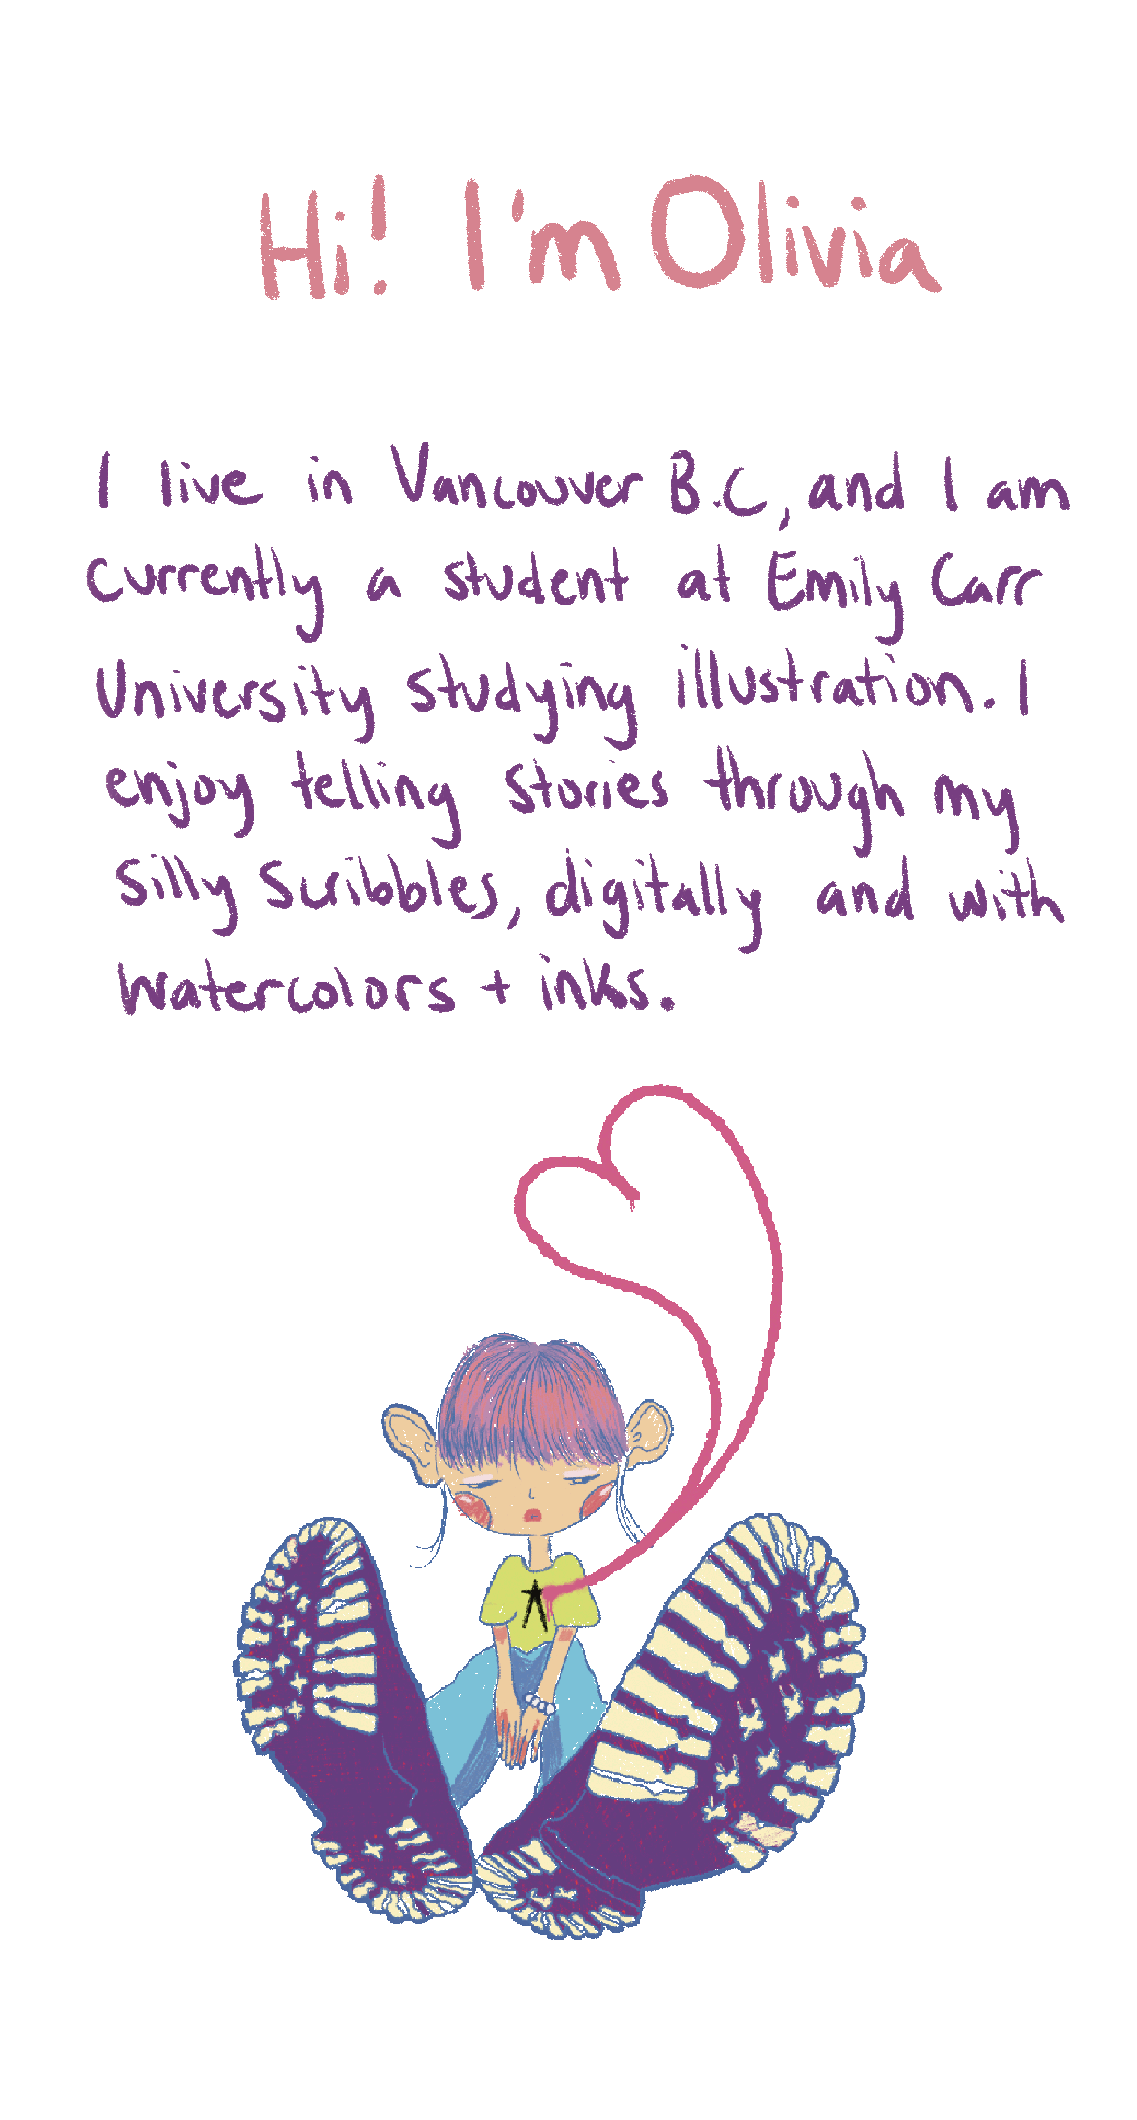 Hi! I'm Olivia
I live in Vancouver B.C, and I am
currently a student at Emily Carr
University studying illustration. I
enjoy telling stories through my
silly scribbles, digitally and with
watercolors + inks.